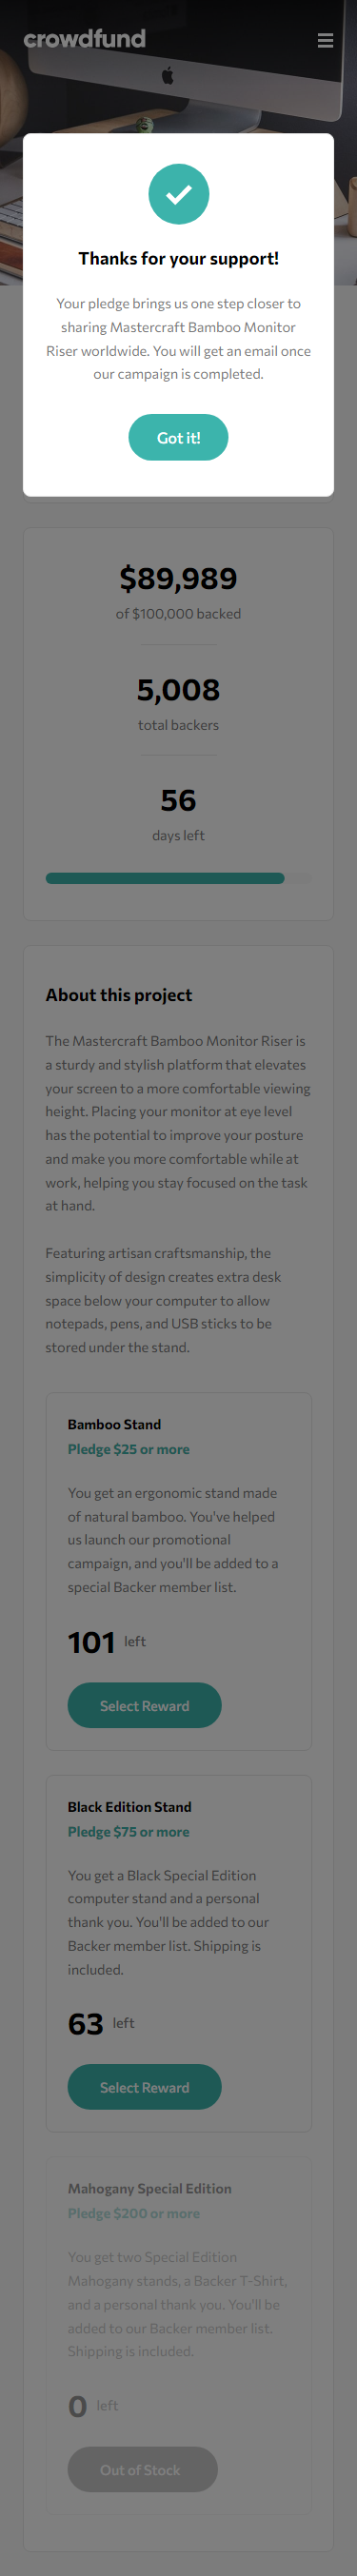 crowdfund
Thanks for your support!
Your pledge brings us one step closer to
sharing Mastercraft Bamboo Monitor
Riser worldwide. You will get an email once
our campaign is completed.
Got it!
$89,989
of $100,000 backed
5,008
total backers
56
days left
About this project
The Mastercraft Bamboo Monitor Riser is
a sturdy and stylish platform that elevates
your screen to a more comfortable viewing
height. Placing your monitor at eye level
has the potential to improve your posture
and make you more comfortable while at
work, helping you stay focused on the task
at hand.
Featuring artisan craftsmanship, the
simplicity of design creates extra desk
space below your computer to allow
notepads, pens, and USB sticks to be
stored under the stand.
Bamboo Stand
Pledge $25 or more
You get an ergonomic stand made
of natural bamboo. You've helped
us launch our promotional
campaign, and you'll be added to a
special Backer member list.
101 left
Select Reward
Black Edition Stand
Pledge $75 or more
You get a Black Special Edition
computer stand and a personal
thank you. You'll be added to our
Backer member list. Shipping is
included.
63 left
Select Reward
Mahogany Special Edition
Pledge $200 or more
You get two Special Edition
Mahogany stands, a Backer T-Shirt,
and a personal thank you. You'll be
added to our Backer member list.
Shipping is included.
0 left
Out of Stock